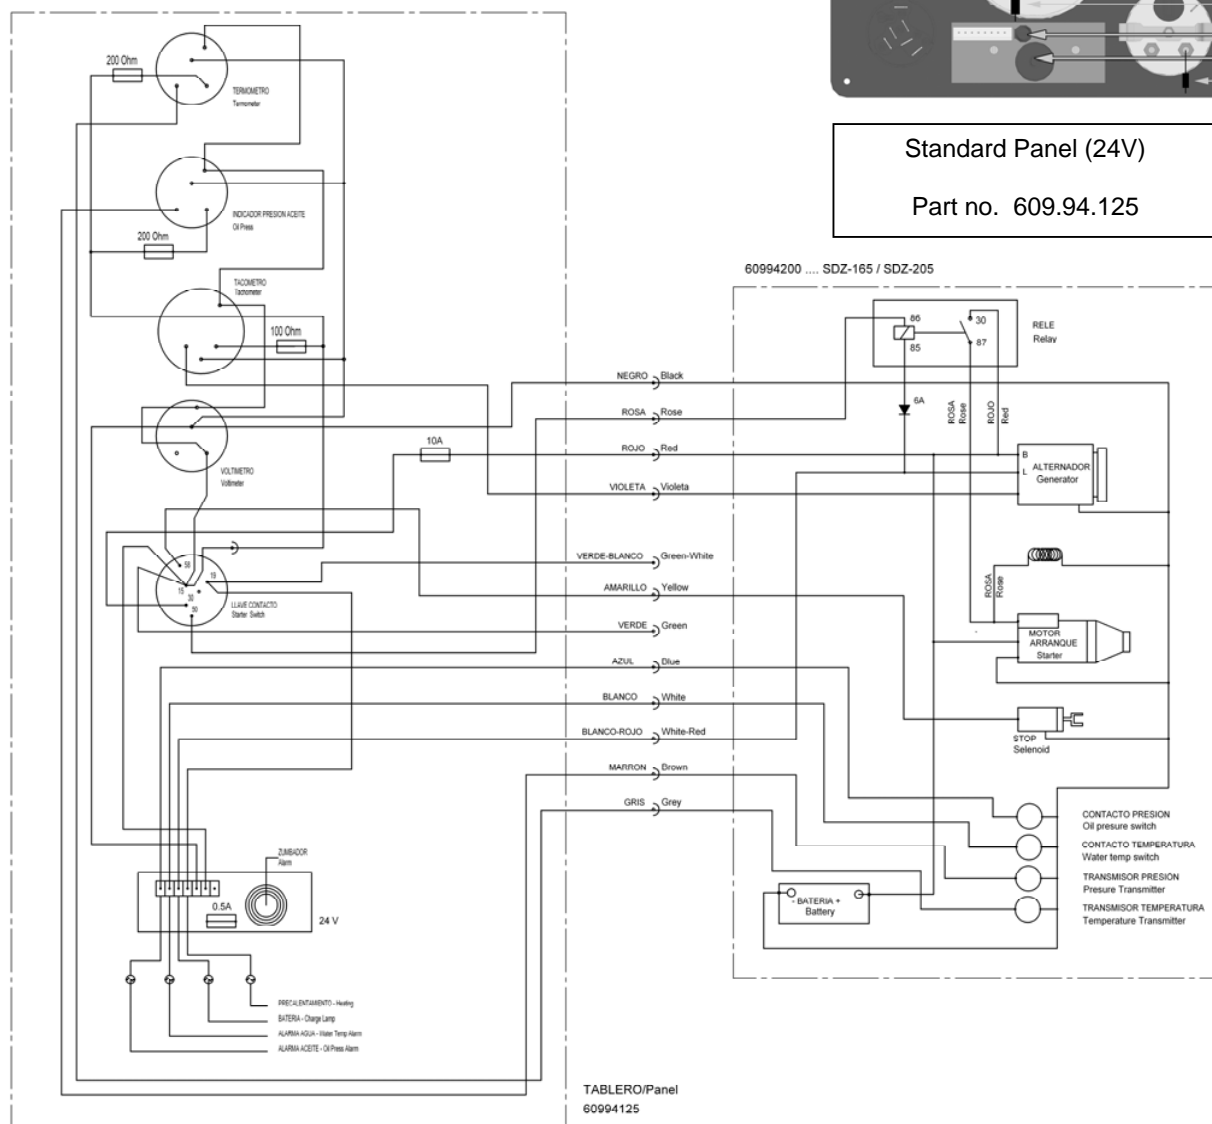 Standard Panel (24V)
Part no. 609.94.125
200 Ohm
TERMOMETRO
Termometer
INDICADOR PRESION ACEITE
Oil Press
200 Ohm
TACOMETRO
Tachometer
100 Ohm
VOLTIMETRO
Voltimeter
10A
58
19
15
30
50
LLAVE CONTACTO
Starter Switch
NEGRO Black
ROSA Rose
ROJO Red
VIOLETA Violeta
VERDE-BLANCO Green-White
AMARILLO Yellow
VERDE Green
AZUL Blue
BLANCO White
BLANCO-ROJO White-Red
MARRON Brown
GRIS Grey
ZUMBADOR
Alarm
0.5A
24 V
PRECALENTAMIENTO - Heating
BATERIA - Charge Lamp
ALARMA AGUA - Water Temp Alarm
ALARMA ACEITE - Oil Press Alarm
TABLERO/Panel
60994125
60994200 .... SDZ-165 / SDZ-205
86
30
85
87
RELE
Relay
6A
ROSA
Rose
ROJO
Red
B
L
ALTERNADOR
Generator
ROSA
Rose
MOTOR
ARRANQUE
Starter
STOP
Selenoid
CONTACTO PRESION
Oil presure switch
CONTACTO TEMPERATURA
Water temp switch
TRANSMISOR PRESION
Presure Transmitter
TRANSMISOR TEMPERATURA
Temperature Transmitter
- BATERIA +
Battery